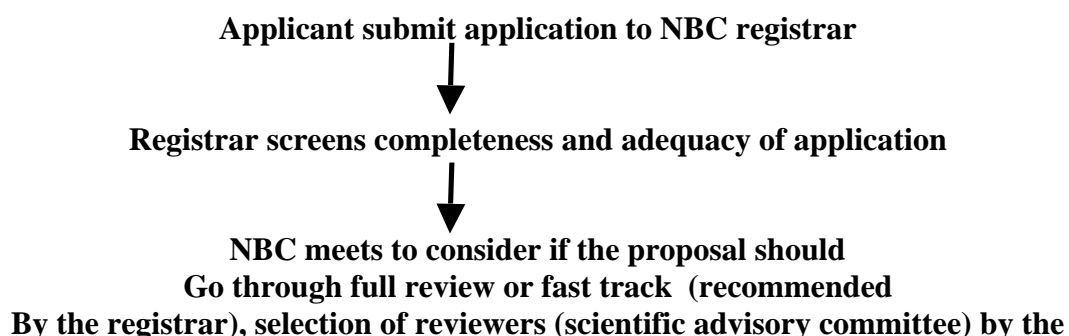 Applicant submit application to NBC registrar
Registrar screens completeness and adequacy of application
NBC meets to consider if the proposal should
Go through full review or fast track (recommended
By the registrar), selection of reviewers (scientific advisory committee) by the